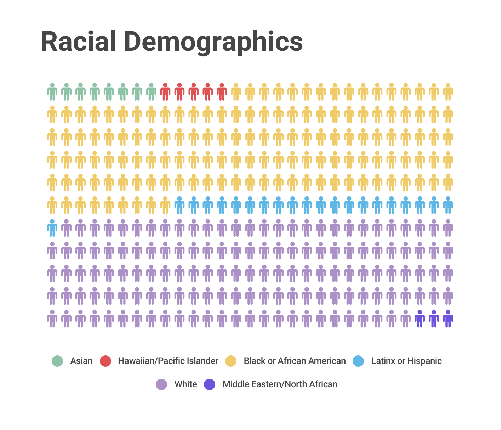 Racial Demographics
Asian Hawaiian/Pacific Islander Black or African American Latinx or Hispanic
White Middle Eastern/North African